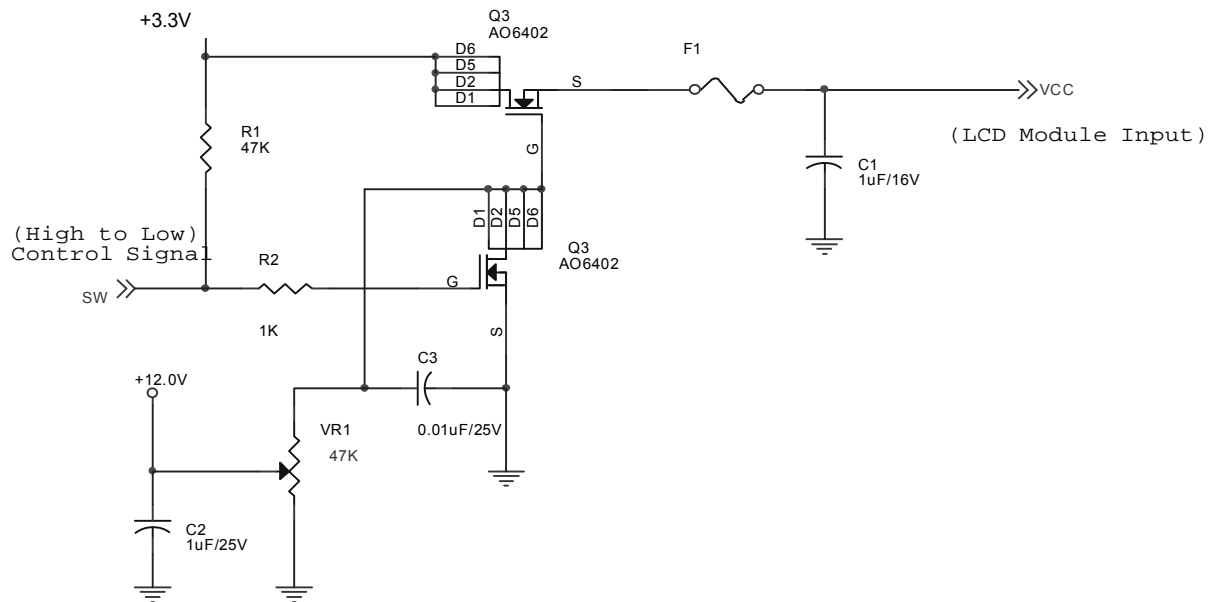 +3.3V
Q3
AO6402
D6
D5
D2
D1
S
G
F1
VCC
(LCD Module Input)
R1
47K
C1
1uF/16V
D1
D2
D5
D6
Q3
AO6402
(High to Low)
Control Signal
SW
R2
1K
G
S
C3
0.01uF/25V
+12.0V
VR1
47K
C2
1uF/25V